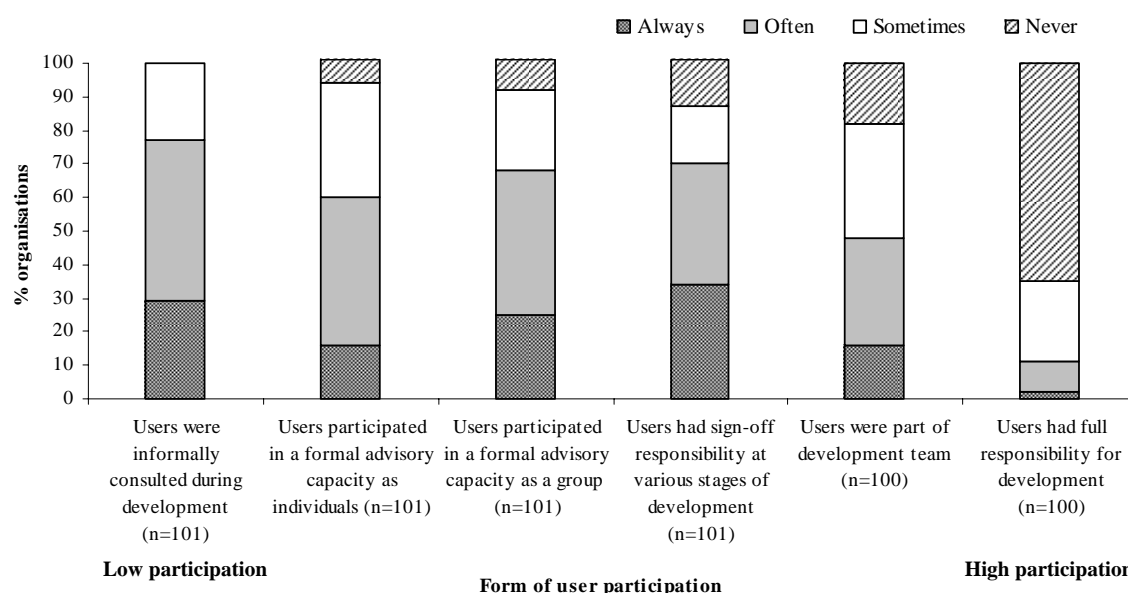 Always Often Sometimes Never
100
90
80
70
60
50
40
30
20
10
0
% organisations
Users were
informally
consulted during
development
(n=101)
Users participated
in a formal advisory
capacity as
individuals (n=101)
Users participated
in a formal advisory
capacity as a group
(n=101)
Users had sign-off
responsibility at
various stages of
development
(n=101)
Users were part of
development team
(n=100)
Users had full
responsibility for
development
(n=100)
Low participation
Form of user participation
High participation